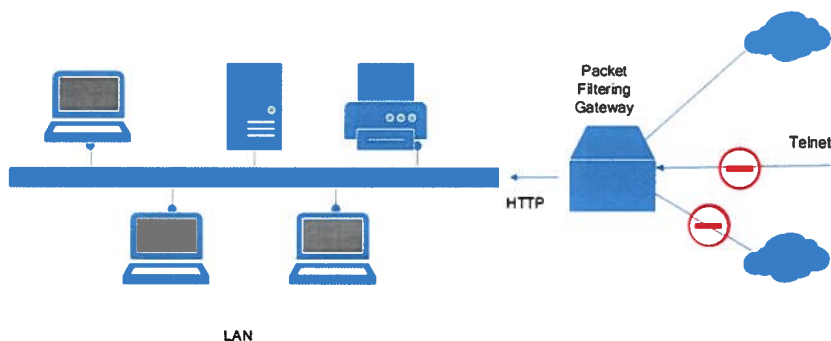 Packet
Filtering
Gateway
Telnet
HTTP
LAN